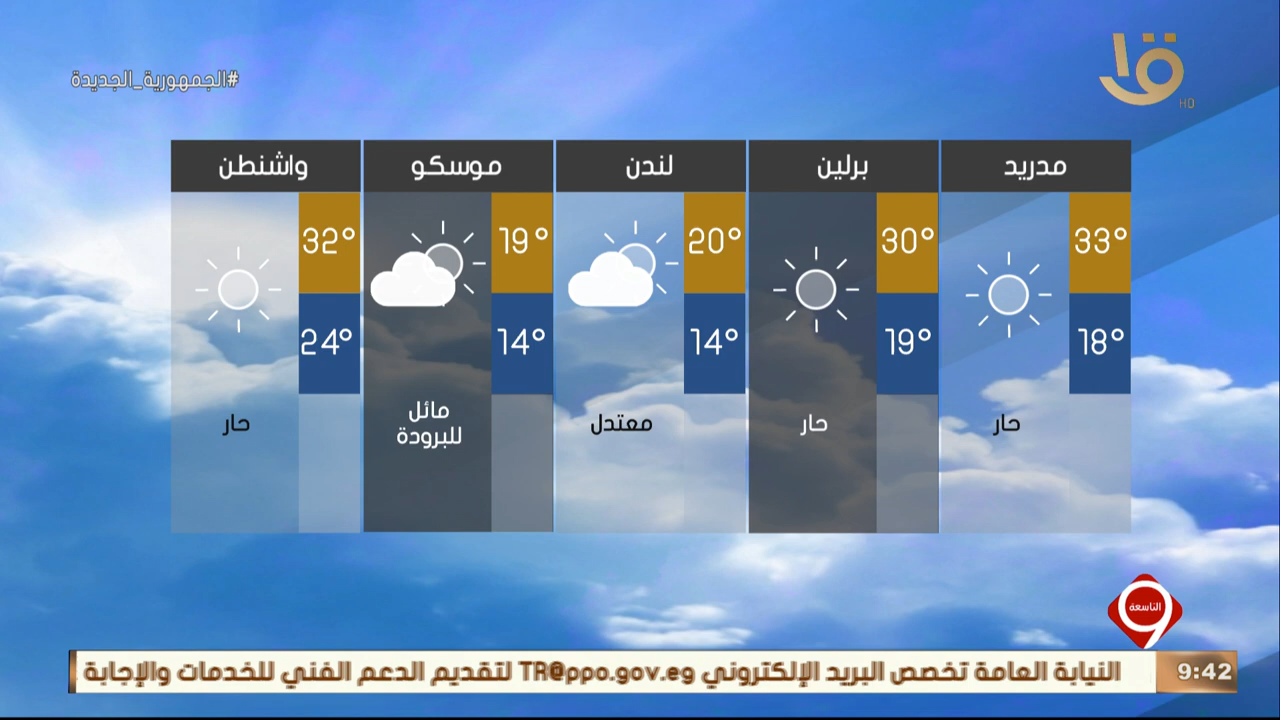 #الجمهورية_الجديدة
HD
مدريد
برلين
لندن
موسكو
واشنطن
33°
30°
20°
19°
32°
18°
19°
14°
14°
24°
حار
حار
معتدل
مائل
للبرودة
حار
التاسعة
9
9:42
النيابة العامة تخصص البريد الإلكتروني TR@ppo.gov.eg لتقديم الدعم الفني للخدمات والإجابة